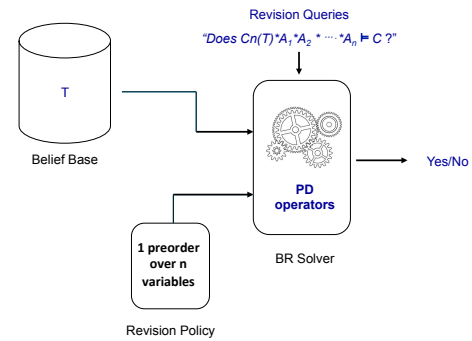 Revision Queries
“Does Cn(T)*A1*A2 * ···· *An ⊨ C ?”
T
Belief Base
PD
operators
Yes/No
BR Solver
1 preorder
over n
variables
Revision Policy